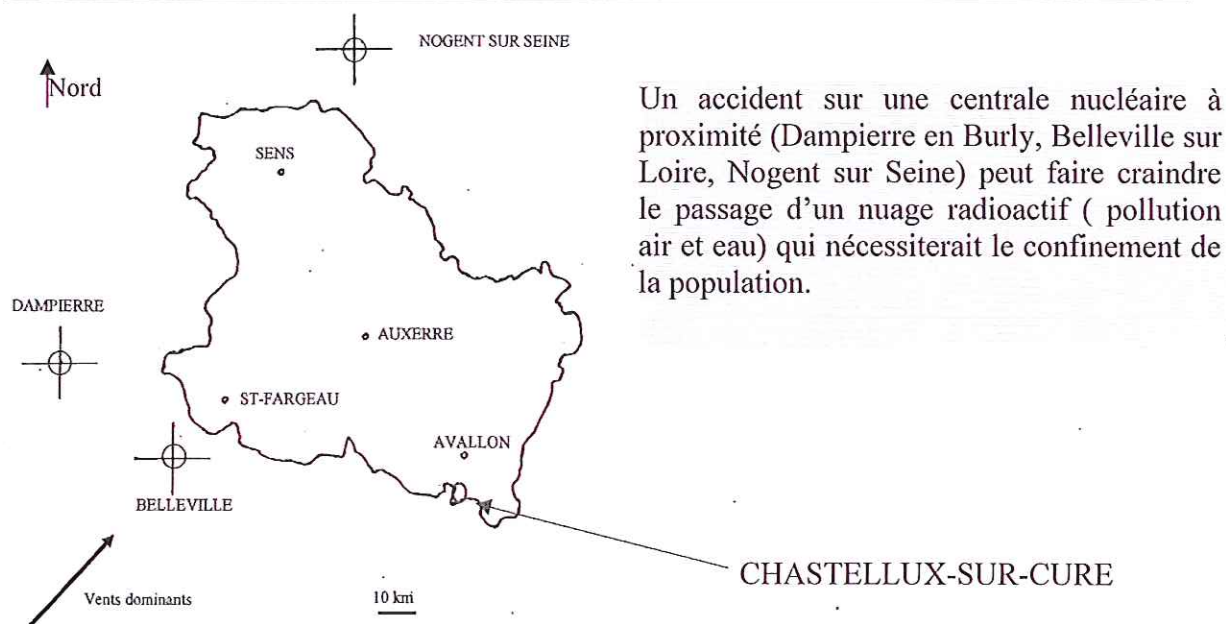 NOGENT SUR SEINE
Nord
Un accident sur une centrale nucléaire à
proximité (Dampierre en Burly, Belleville sur
Loire, Nogent sur Seine) peut faire craindre
le passage d'un nuage radioactif ( pollution
air et eau) qui nécessiterait le confinement de
la population.
SENS
DAMPIERRE
AUXERRE
ST-FARGEAU
AVALLON
BELLEVILLE
CHASTELLUX-SUR-CURE
Vents dominants
10 km